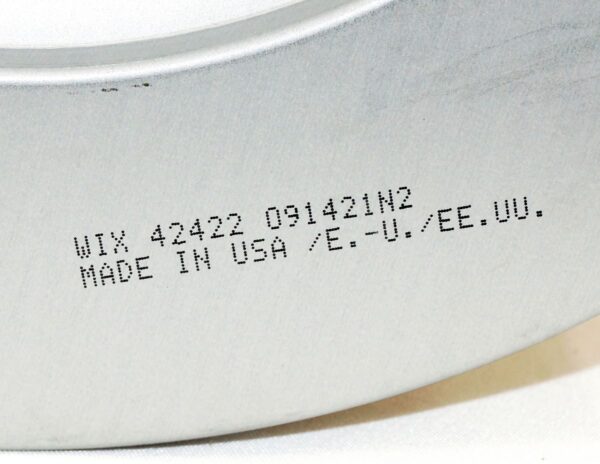 WIX 42422 091421N2
MADE IN USA /E.-U./EE.UU.